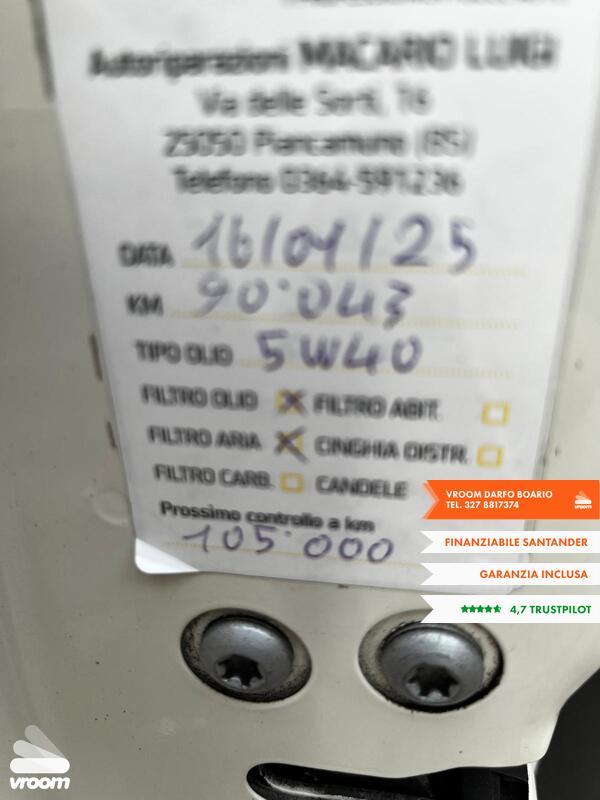 Autoriparazioni MACARIO LUIGI
Via delle Sorti, 16
25050 Piancamuno (BS)
Telefono 0364-591236
DATA 16/04/25
KM 90·043
TIPO OLIO 5W40
FILTRO OLIO X FILTRO ABIT.
FILTRO ARIA X CINGHIA DISTR.
FILTRO CARB. CANDELE
Prossimo controllo a km
105·000
VROOM DARFO BOARIO
TEL. 327 8817374
vroom
FINANZIABILE SANTANDER
GARANZIA INCLUSA
4,7 TRUSTPILOT
vroom